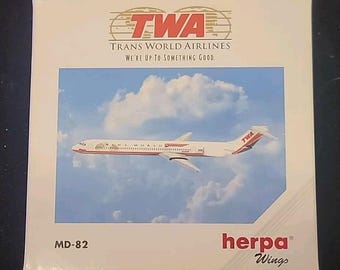 TWA
TRANS WORLD AIRLINES
WE'RE UP TO SOMETHING GOOD.
MD-82
herpa
Wings